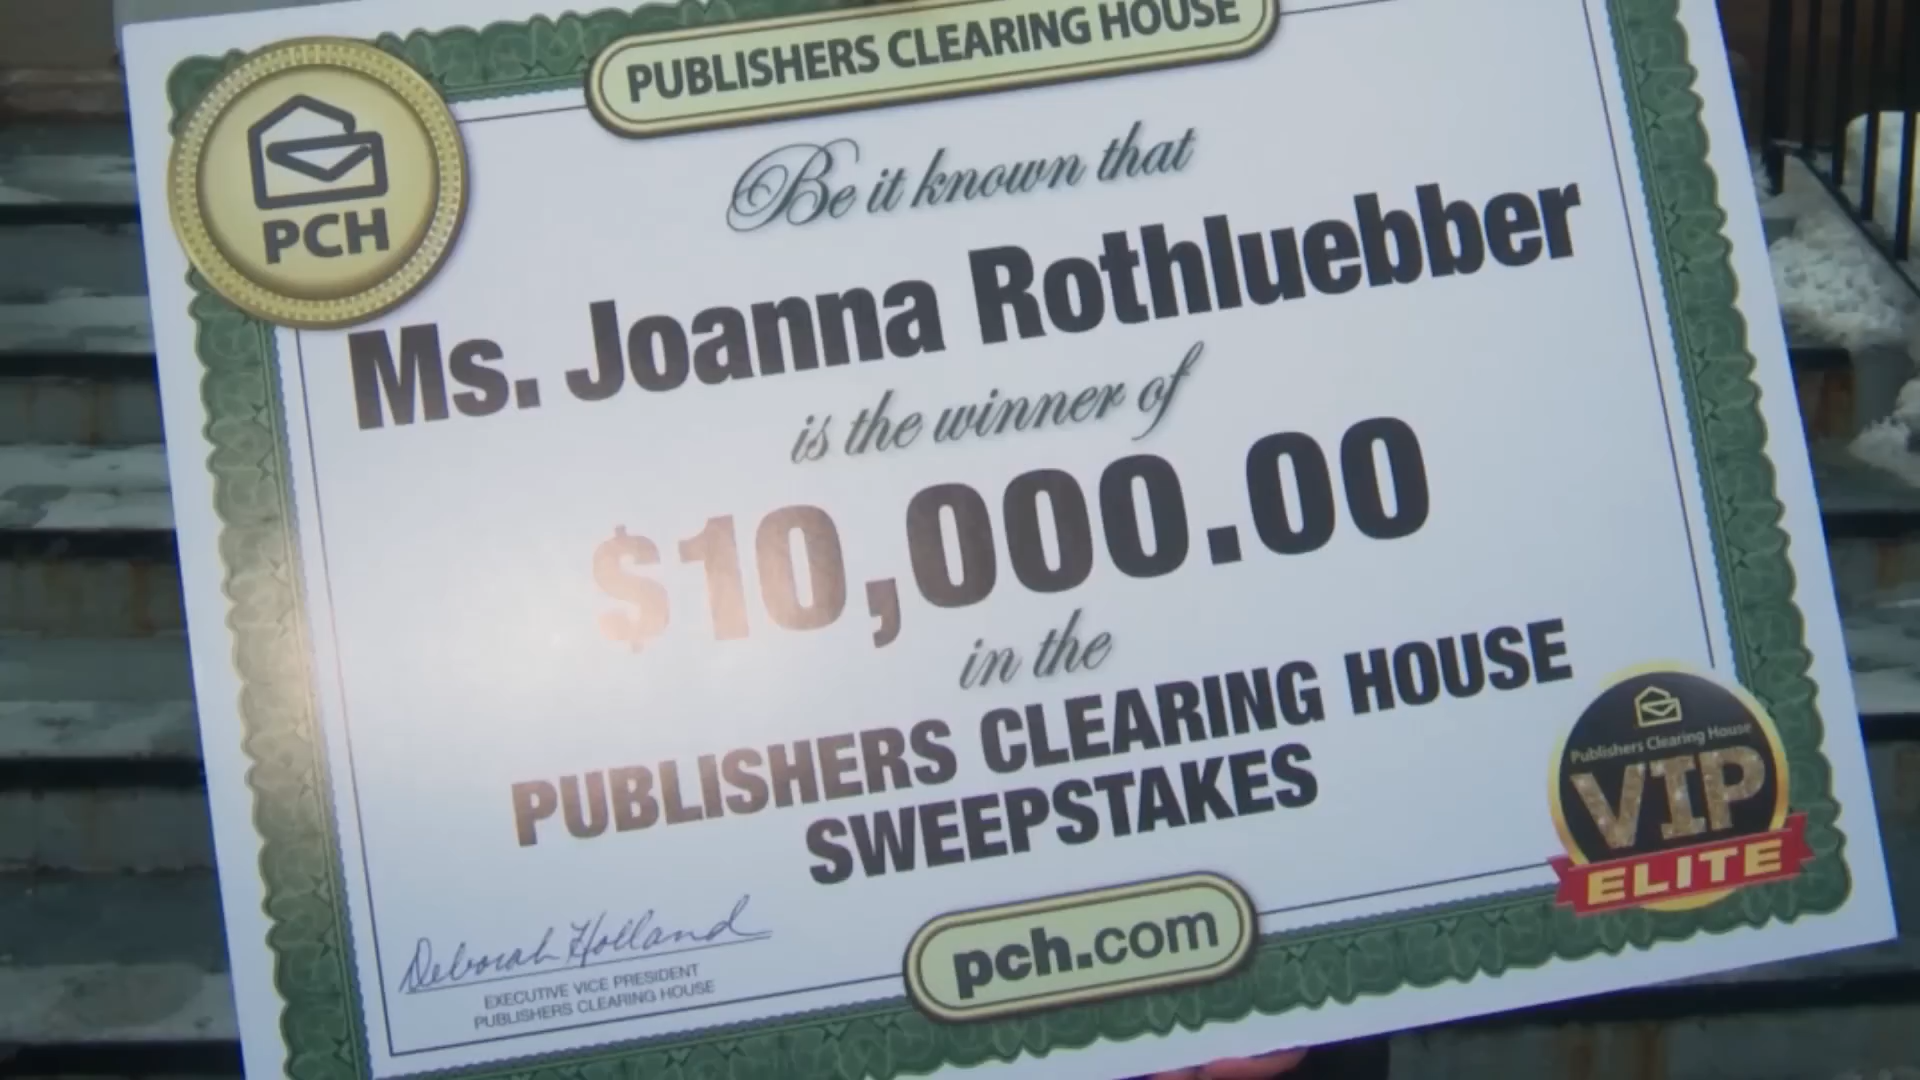 PUBLISHERS CLEARING HOUSE
PCH
Be it known that
Ms. Joanna Rothluebber
is the winner of
$10,000.00
in the
PUBLISHERS CLEARING HOUSE
SWEEPSTAKES
Publishers Clearing House
VIP
ELITE
Deborah Holland
EXECUTIVE VICE PRESIDENT
PUBLISHERS CLEARING HOUSE
pch.com